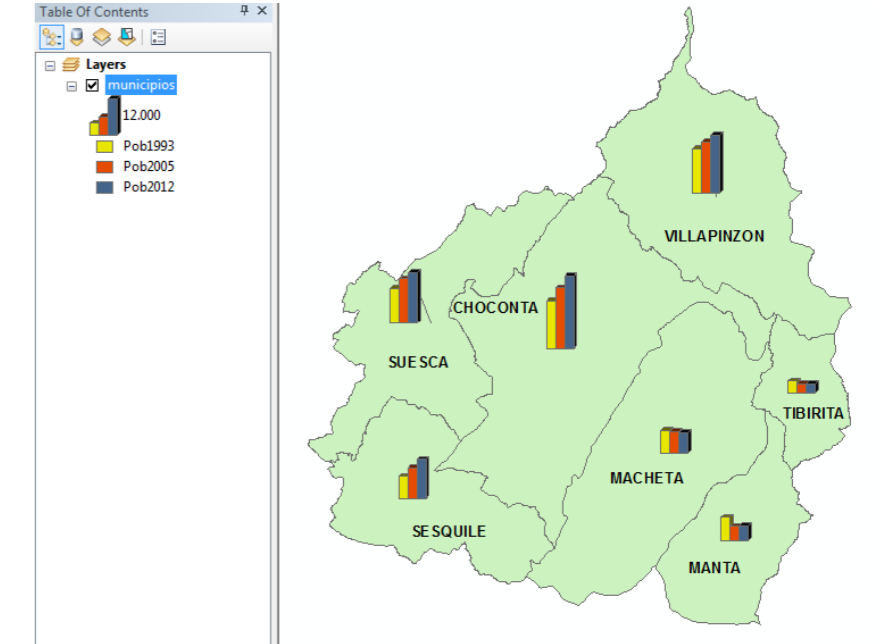 Table Of Contents
Layers
municipios
12.000
Pob1993
Pob2005
Pob2012
VILLAPINZON
CHOCONTA
SUESCA
TIBIRITA
MACHETA
SESQUILE
MANTA